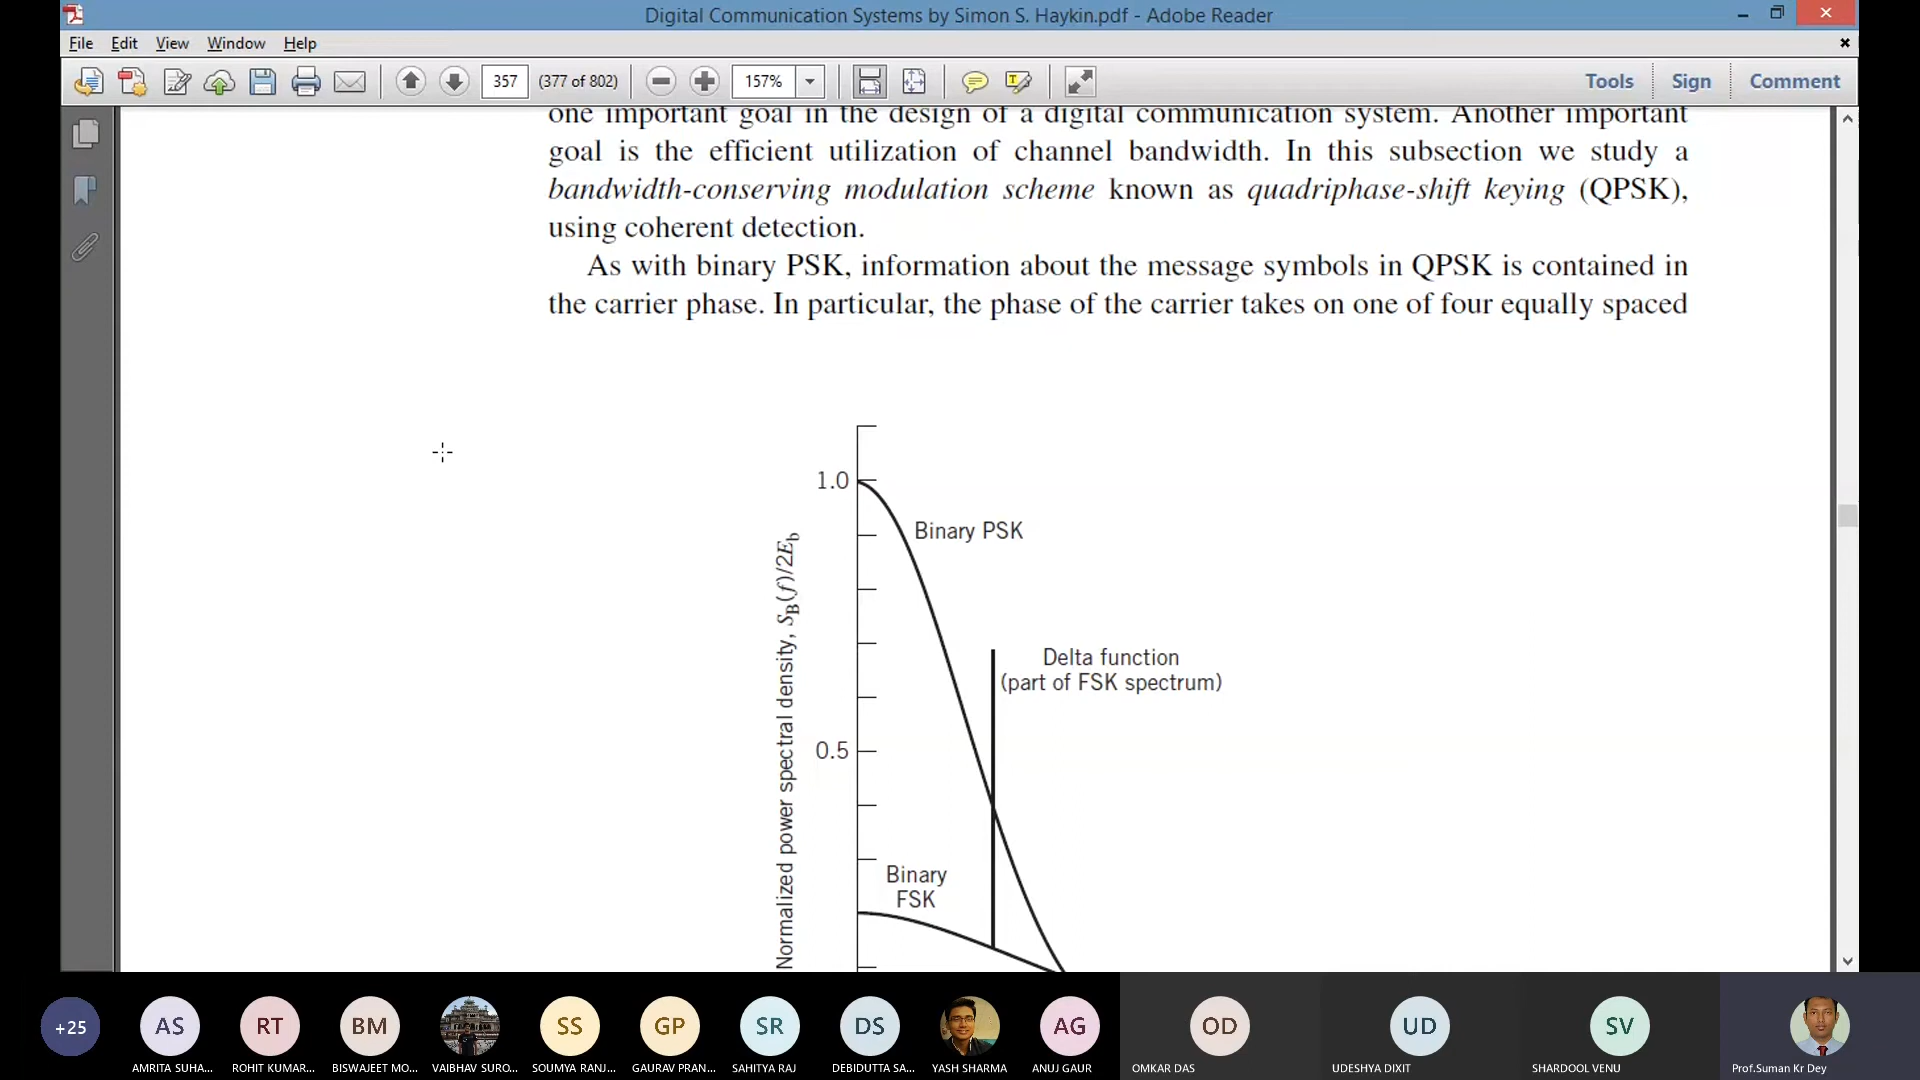 Digital Communication Systems by Simon S. Haykin.pdf - Adobe Reader
File Edit View Window Help
357 (377 of 802) 157% Tools Sign Comment
one important goal in the design of a digital communication system. Another important
goal is the efficient utilization of channel bandwidth. In this subsection we study a
bandwidth-conserving modulation scheme known as quadriphase-shift keying (QPSK),
using coherent detection.
As with binary PSK, information about the message symbols in QPSK is contained in
the carrier phase. In particular, the phase of the carrier takes on one of four equally spaced
1.0
Binary PSK
Normalized power spectral density, S_B(f)/2E_b
Delta function
(part of FSK spectrum)
0.5
Binary
FSK
+25 AS RT BM SS GP SR DS AG OD UD SV
AMRITA SUHA... ROHIT KUMAR... BISWAJEET MO... VAIBHAV SURO... SOUMYA RANJ... GAURAV PRAN... SAHITYA RAJ DEBIDUTTA SA... YASH SHARMA ANUJ GAUR OMKAR DAS UDESHYA DIXIT SHARDOOL VENU Prof.Suman Kr Dey